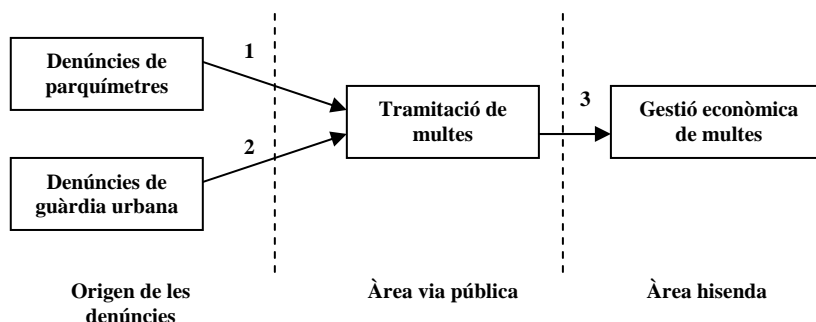 Denúncies de
parquímetres
1
Denúncies de
guàrdia urbana
2
Tramitació de
multes
3
Gestió econòmica
de multes
Origen de les
denúncies
Àrea via pública
Àrea hisenda